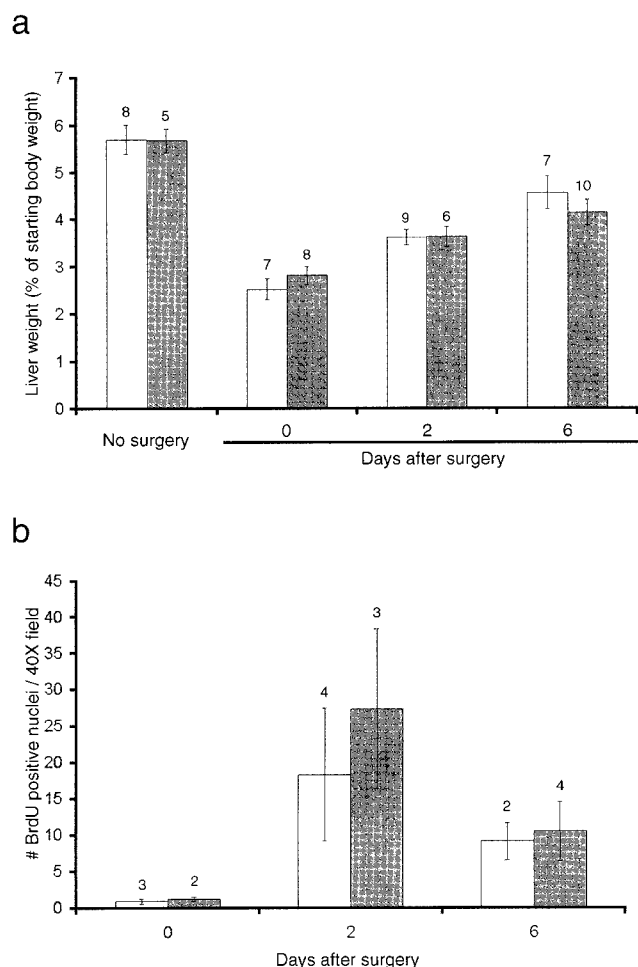 a
Liver weight (% of starting body weight)
7
6
5
4
3
2
1
0
8 5
7 8
9 6
7 10
No surgery
0 2 6
Days after surgery
b
# BrdU positive nuclei / 40X field
45
40
35
30
25
20
15
10
5
0
3 2
4 3
2 4
0 2 6
Days after surgery